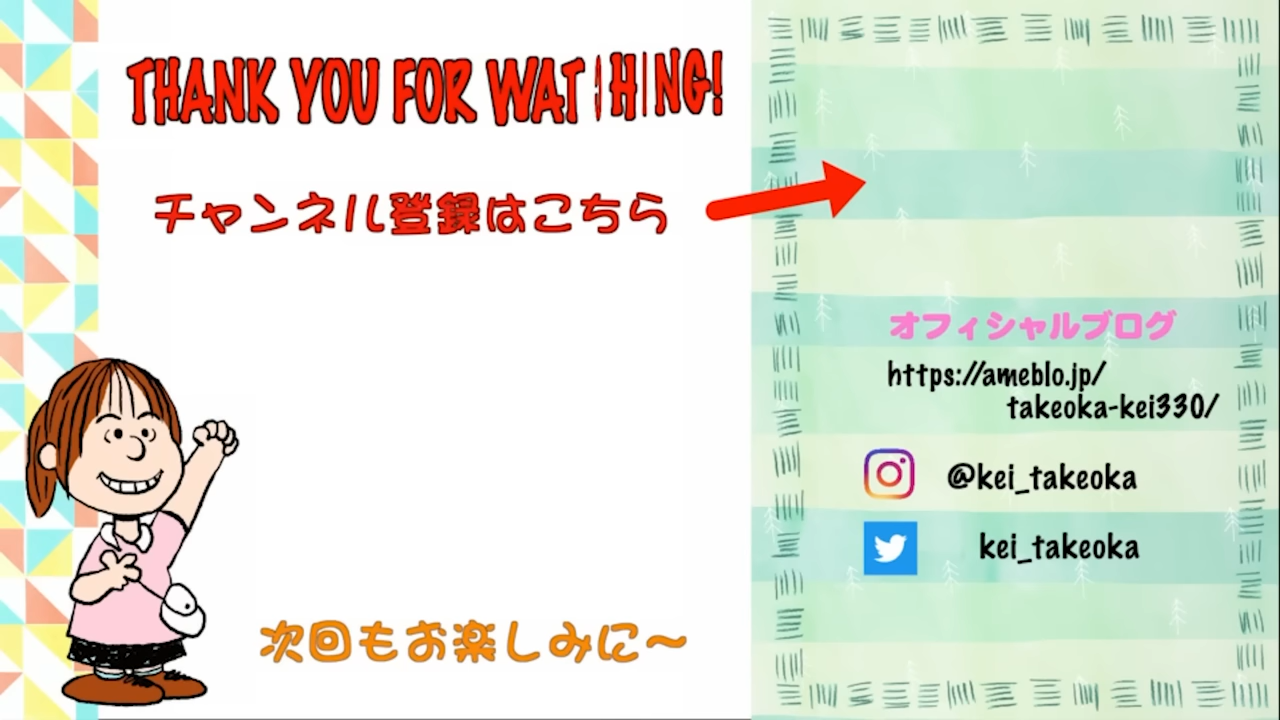 THANK YOU FOR WATCHING!
チャンネル登録はこちら
オフィシャルブログ
https://ameblo.jp/
takeoka-kei330/
@kei_takeoka
kei_takeoka
次回もお楽しみに〜